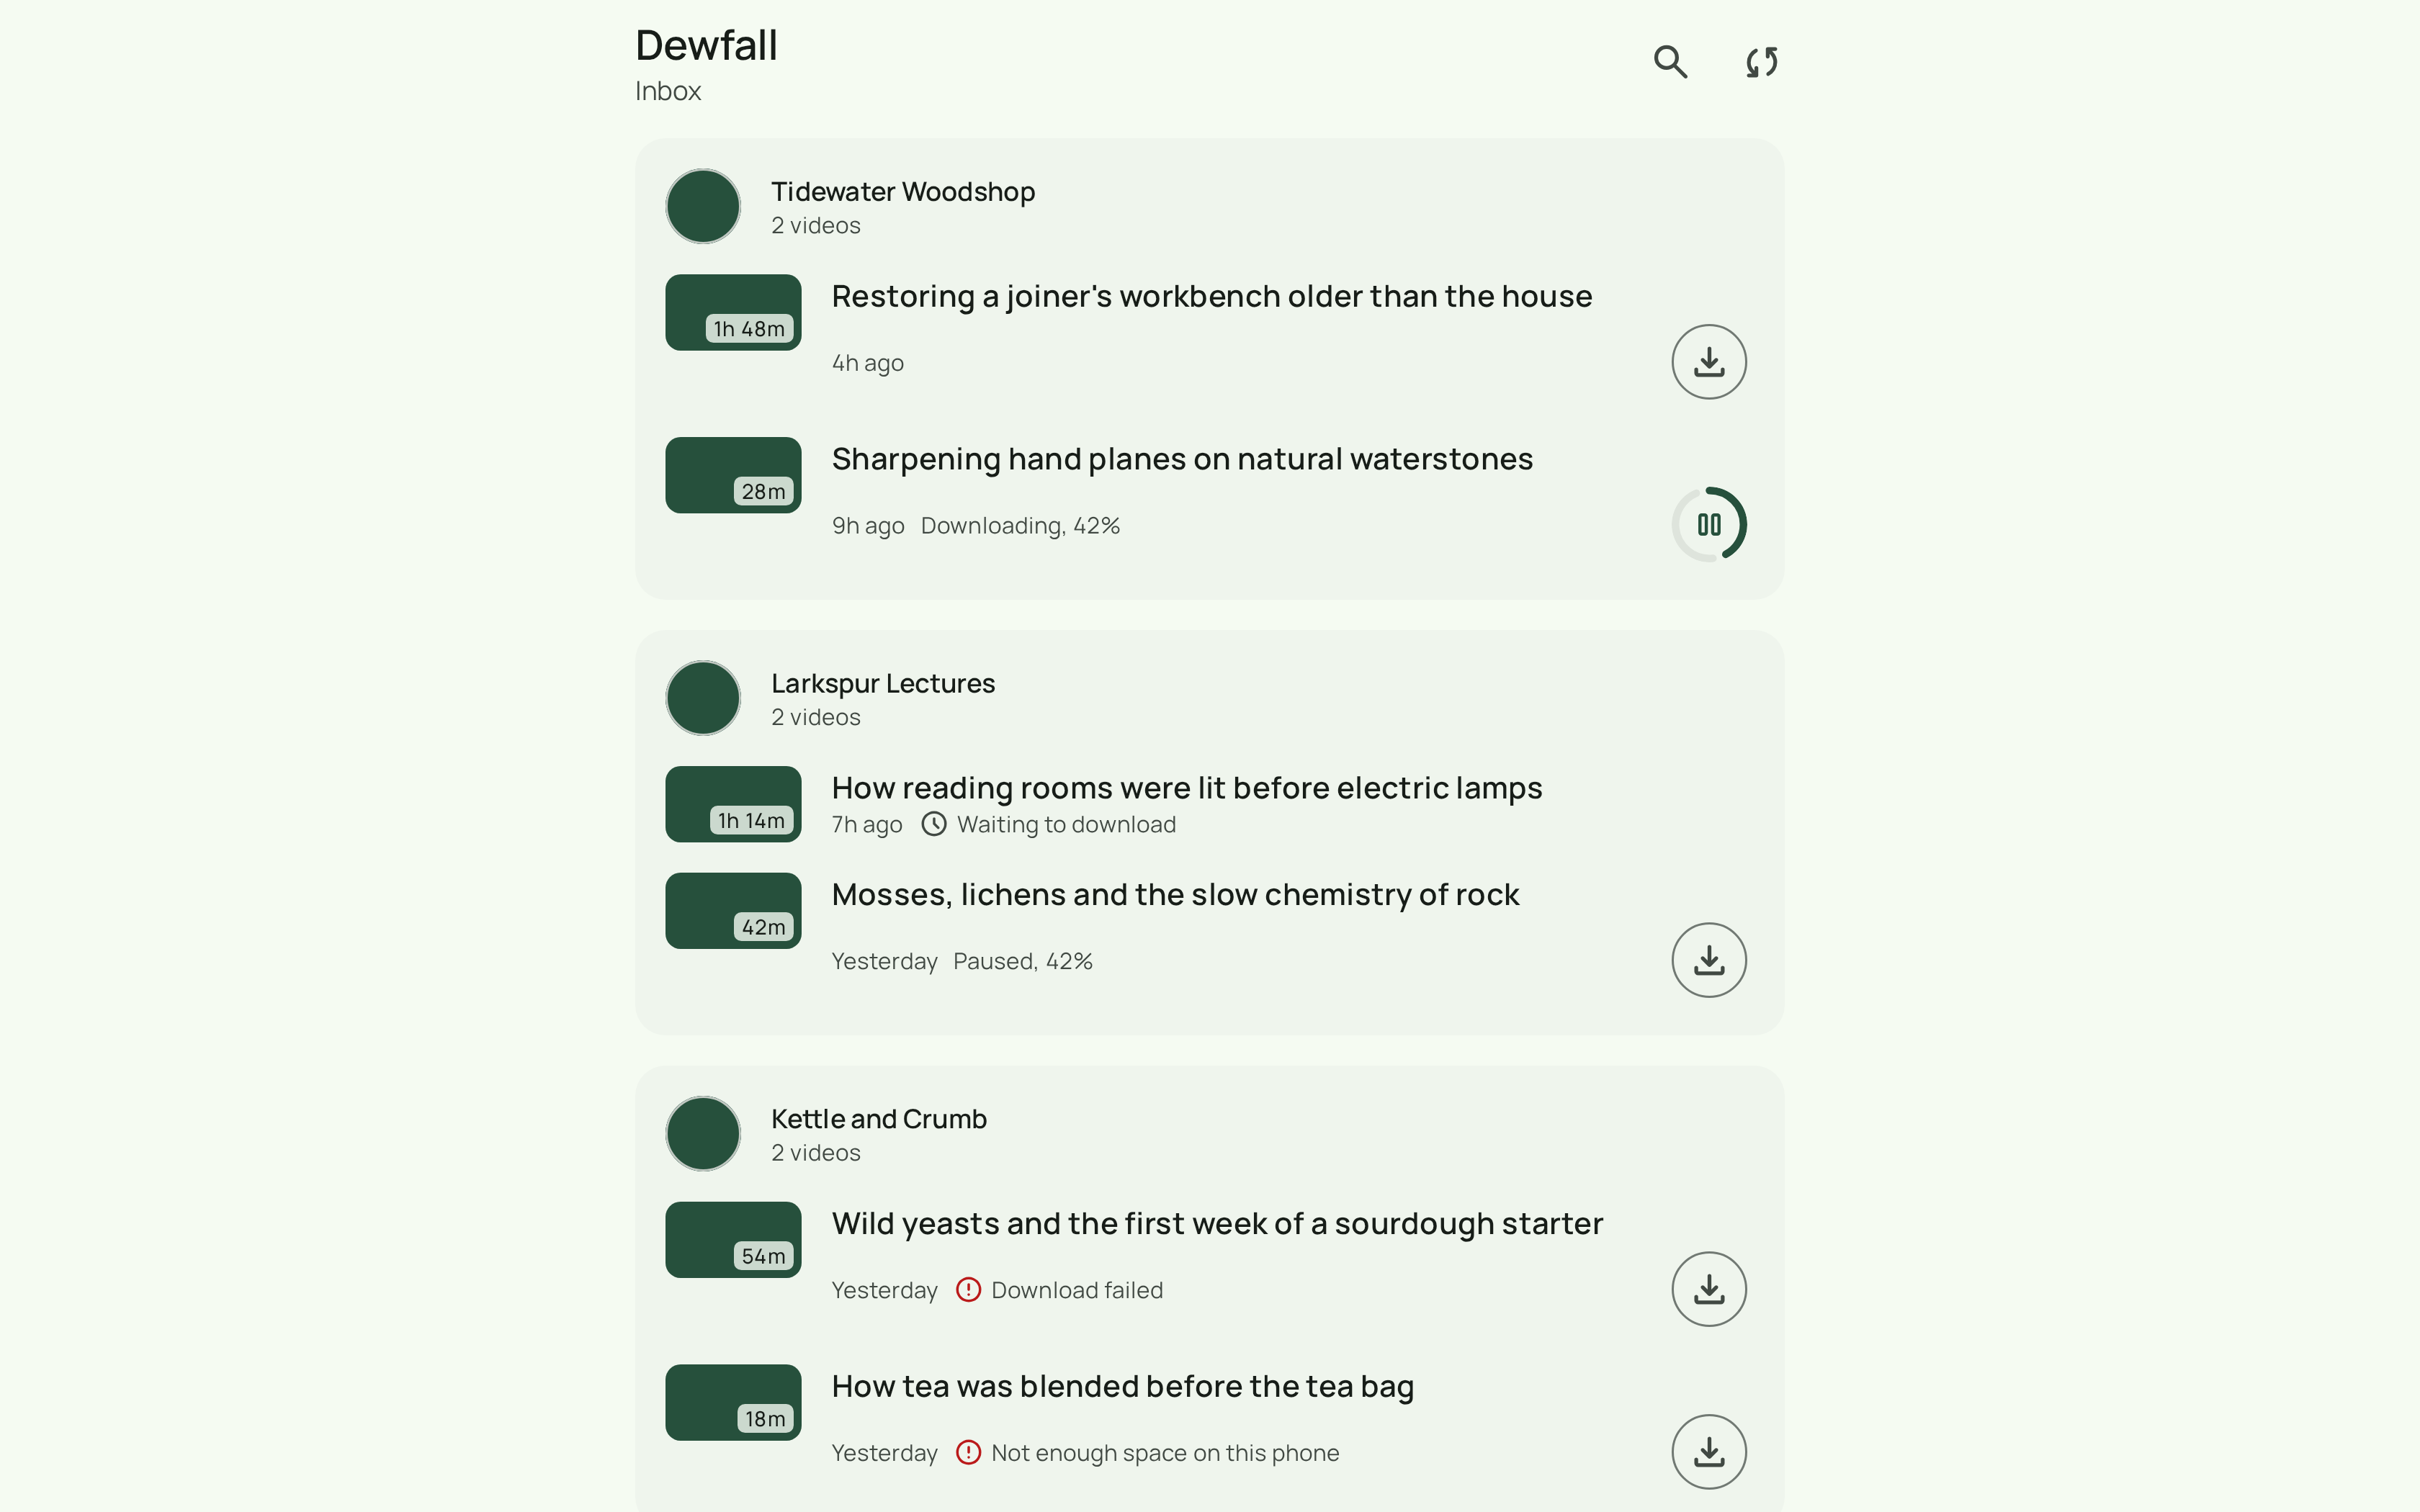 Dewfall
Inbox
Tidewater Woodshop
2 videos
Restoring a joiner's workbench older than the house
1h 48m
4h ago
Sharpening hand planes on natural waterstones
28m
9h ago Downloading, 42%
Larkspur Lectures
2 videos
How reading rooms were lit before electric lamps
1h 14m
7h ago Waiting to download
Mosses, lichens and the slow chemistry of rock
42m
Yesterday Paused, 42%
Kettle and Crumb
2 videos
Wild yeasts and the first week of a sourdough starter
54m
Yesterday Download failed
How tea was blended before the tea bag
18m
Yesterday Not enough space on this phone